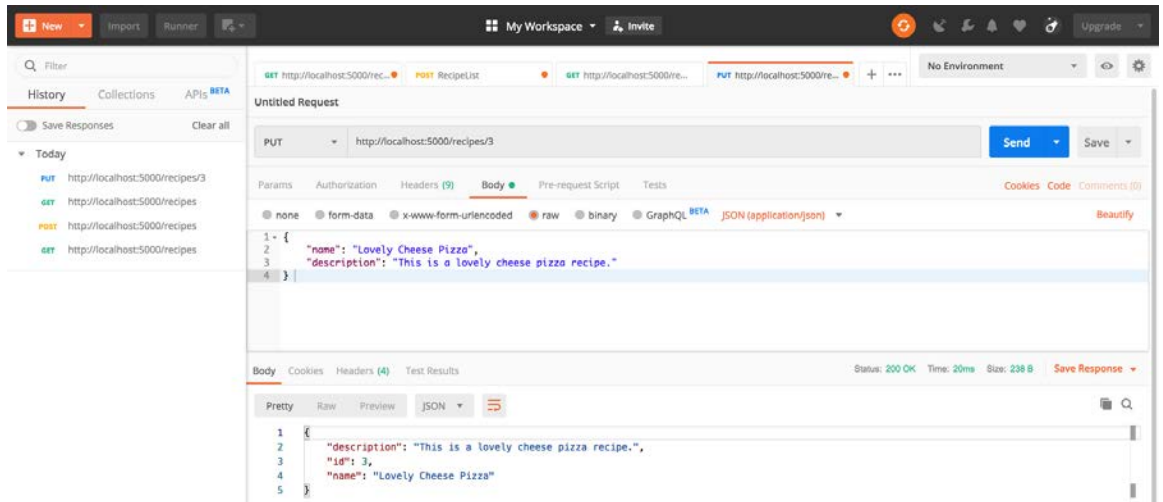 New Import Runner My Workspace Invite Upgrade
Filter
History Collections APIs BETA
Save Responses Clear all
Today
PUT http://localhost:5000/recipes/3
GET http://localhost:5000/recipes
POST http://localhost:5000/recipes
GET http://localhost:5000/recipes
GET http://localhost:5000/rec... POST RecipeList GET http://localhost:5000/re... PUT http://localhost:5000/re... + ... No Environment
Untitled Request
PUT http://localhost:5000/recipes/3 Send Save
Params Authorization Headers (9) Body Pre-request Script Tests Cookies Code Comments (0)
none form-data x-www-form-urlencoded raw binary GraphQL BETA JSON (application/json) Beautify
1 {
2 "name": "Lovely Cheese Pizza",
3 "description": "This is a lovely cheese pizza recipe."
4 }
Body Cookies Headers (4) Test Results Status: 200 OK Time: 20ms Size: 238 B Save Response
Pretty Raw Preview JSON
1 {
2 "description": "This is a lovely cheese pizza recipe.",
3 "id": 3,
4 "name": "Lovely Cheese Pizza"
5 }